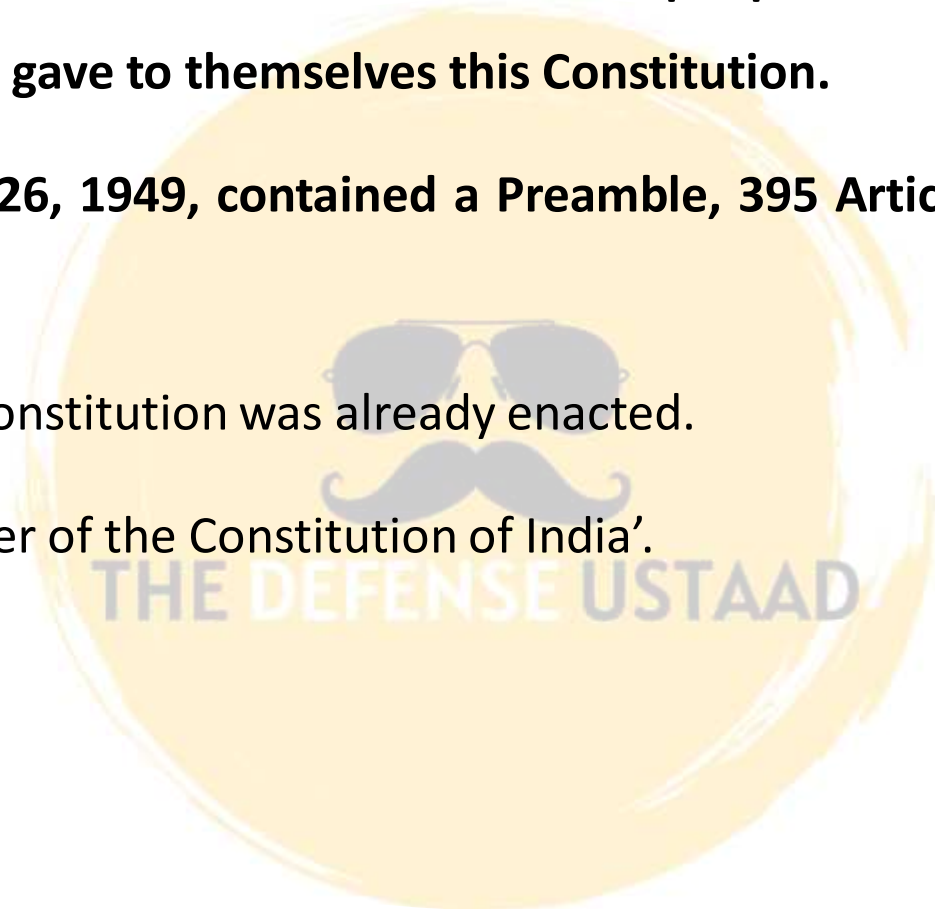 gave to themselves this Constitution.
26, 1949, contained a Preamble, 395 Artic
onstitution was already enacted.
er of the Constitution of India’.
THE DEFENSE USTAAD